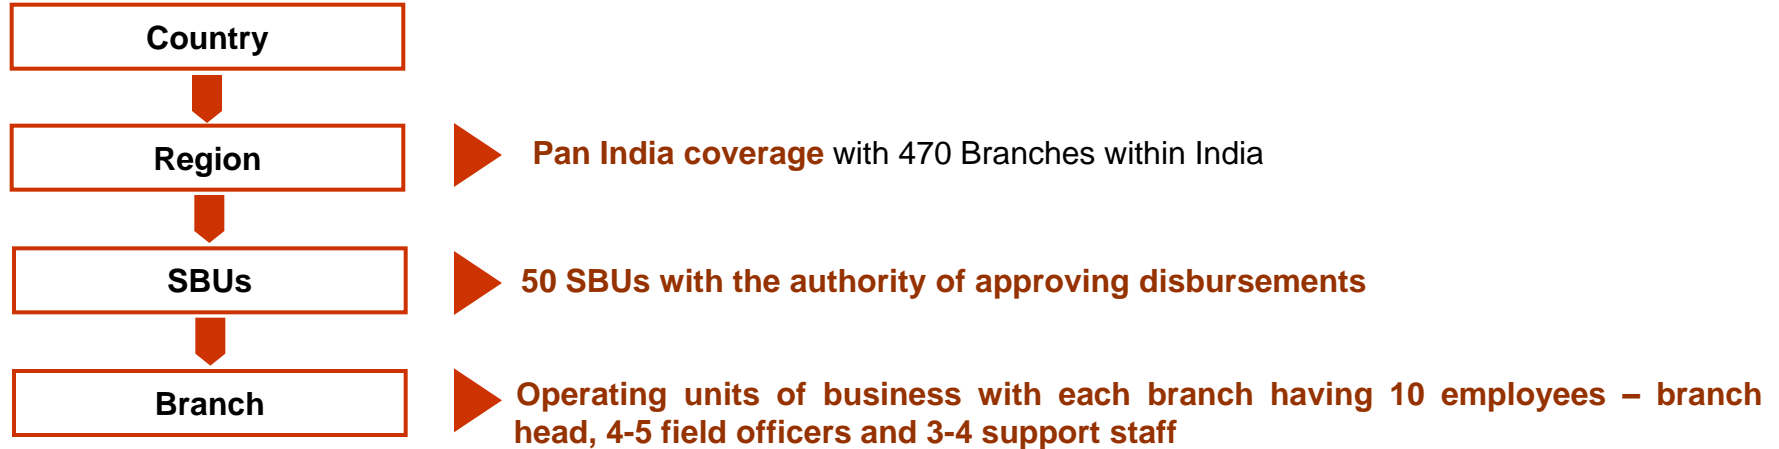 Country
Region
Pan India coverage with 470 Branches within India
SBUs
50 SBUs with the authority of approving disbursements
Branch
Operating units of business with each branch having 10 employees – branch
head, 4-5 field officers and 3-4 support staff